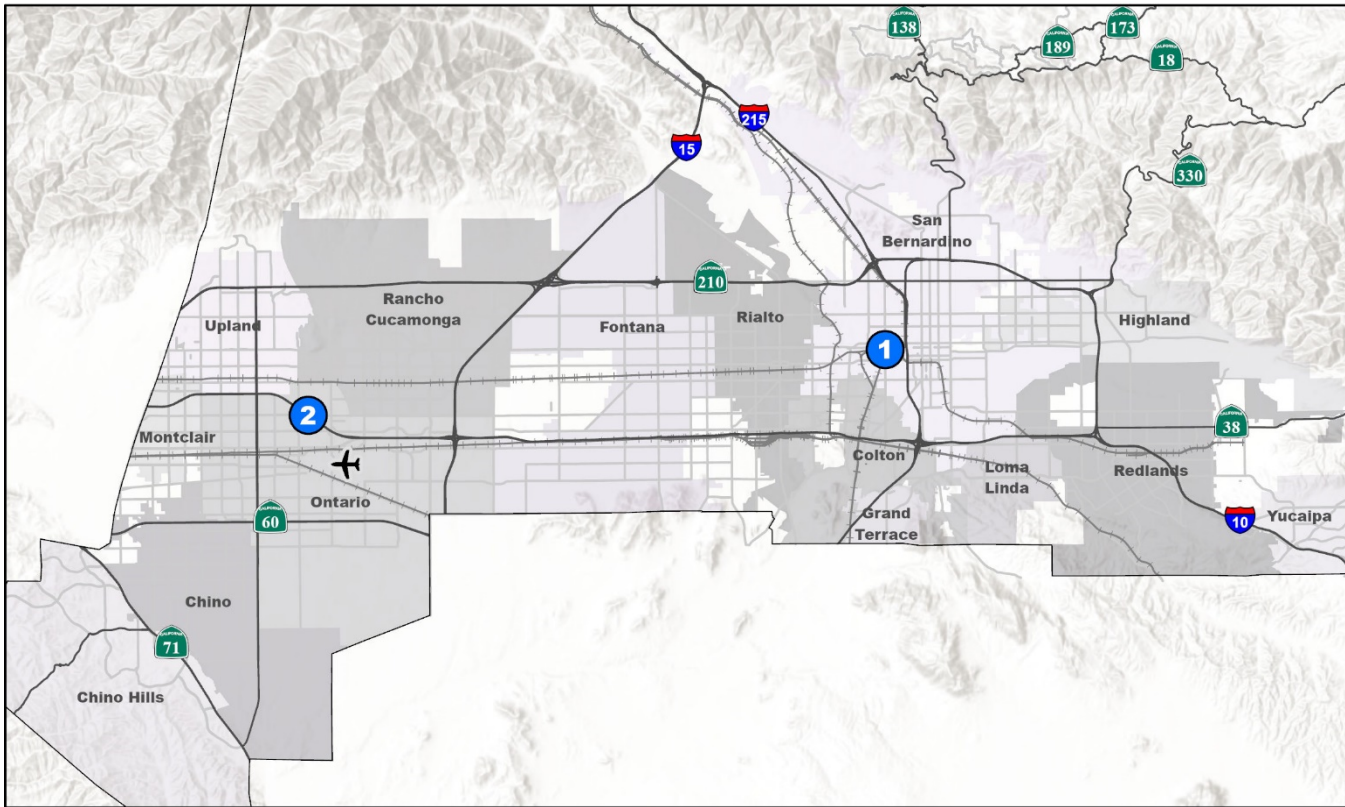 138
189
173
18
215
15
330
San
Bernardino
210
Rancho
Cucamonga
Upland
Fontana
Rialto
Highland
1
2
38
Montclair
Colton
Loma
Linda
Redlands
Ontario
60
Grand
Terrace
10
Yucaipa
Chino
71
Chino Hills